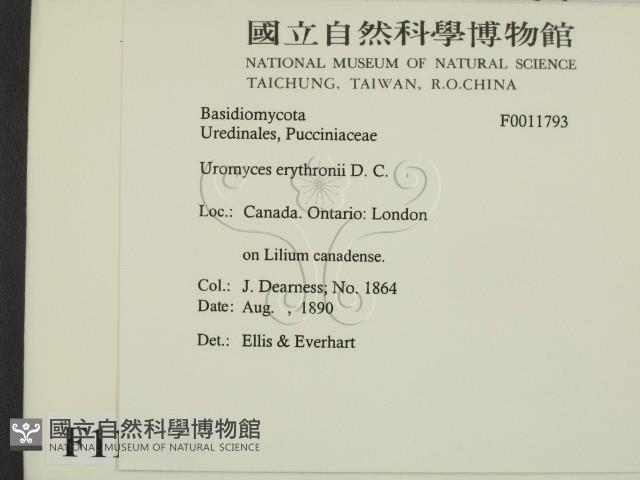 國立自然科學博物館
NATIONAL MUSEUM OF NATURAL SCIENCE
TAICHUNG, TAIWAN, R.O.CHINA
Basidiomycota
F0011793
Uredinales, Pucciniaceae
Uromyces erythronii D. C.
Loc.: Canada. Ontario: London
on Lilium canadense.
Col.: J. Dearness; No. 1864
Date: Aug. , 1890
Det.: Ellis & Everhart
國立自然科學博物館
NATIONAL MUSEUM OF NATURAL SCIENCE